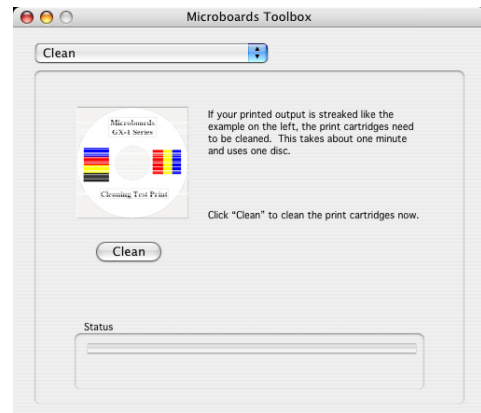 Microboards Toolbox
Clean
Microboards
GX-1 Series
Cleaning Test Print
If your printed output is streaked like the
example on the left, the print cartridges need
to be cleaned. This takes about one minute
and uses one disc.
Click “Clean” to clean the print cartridges now.
Clean
Status